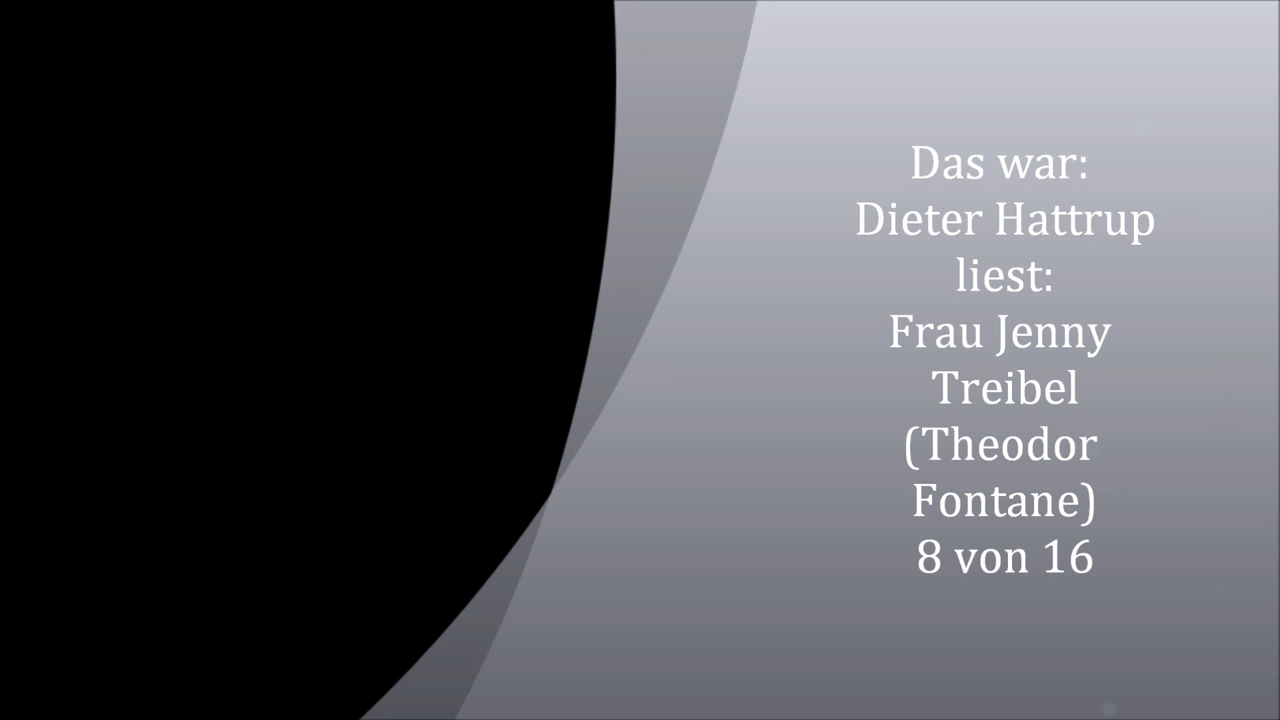 Das war:
Dieter Hattrup
liest:
Frau Jenny
Treibel
(Theodor
Fontane)
8 von 16